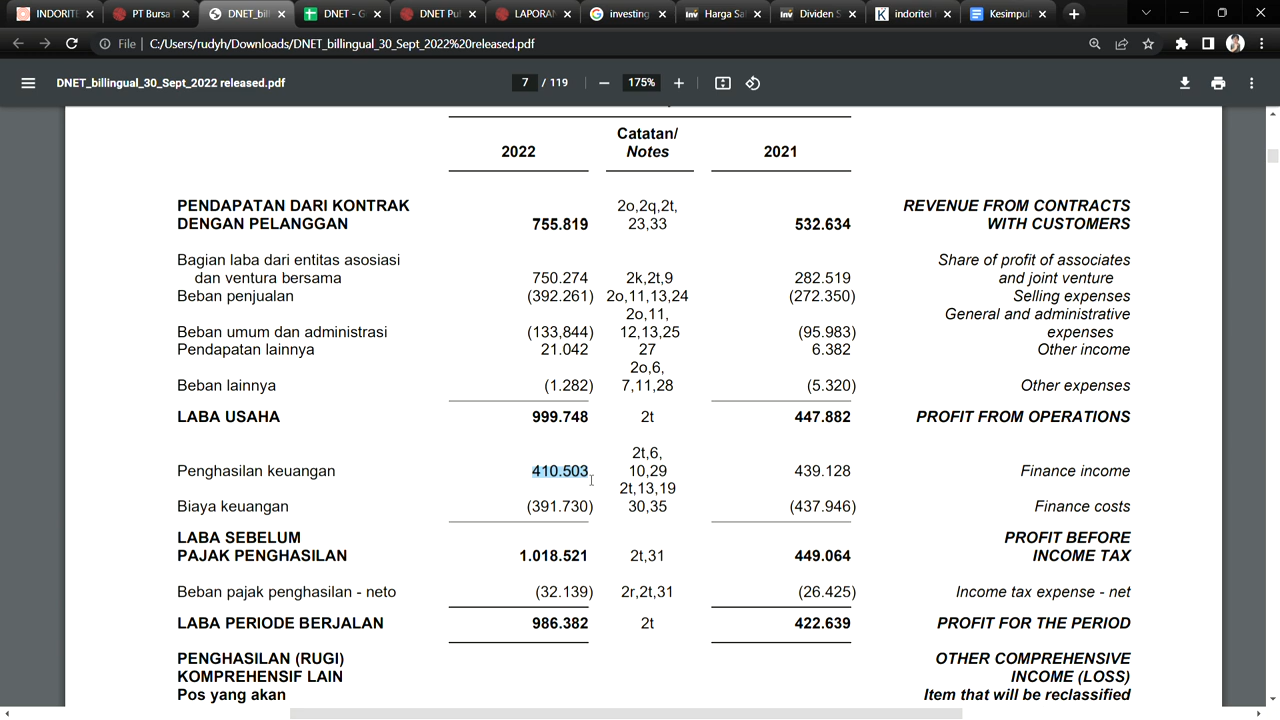 INDORITE
PT Bursa
DNET_bil
DNET - G
DNET Pu
LAPORAN
investing
Harga Sa
Dividen S
indoritel
Kesimpul
File C:/Users/rudyh/Downloads/DNET_billingual_30_Sept_2022%20released.pdf
DNET_billingual_30_Sept_2022 released.pdf
7 / 119
175%
2022 Catatan/ 2021
Notes
PENDAPATAN DARI KONTRAK 2o,2q,2t, REVENUE FROM CONTRACTS
DENGAN PELANGGAN 755.819 23,33 532.634 WITH CUSTOMERS
Bagian laba dari entitas asosiasi Share of profit of associates
dan ventura bersama 750.274 2k,2t,9 282.519 and joint venture
Beban penjualan (392.261) 2o,11,13,24 (272.350) Selling expenses
2o,11, General and administrative
Beban umum dan administrasi (133,844) 12,13,25 (95.983) expenses
Pendapatan lainnya 21.042 27 6.382 Other income
2o,6,
Beban lainnya (1.282) 7,11,28 (5.320) Other expenses
LABA USAHA 999.748 2t 447.882 PROFIT FROM OPERATIONS
2t,6,
Penghasilan keuangan 410.503 10,29 439.128 Finance income
2t,13,19
Biaya keuangan (391.730) 30,35 (437.946) Finance costs
LABA SEBELUM PROFIT BEFORE
PAJAK PENGHASILAN 1.018.521 2t,31 449.064 INCOME TAX
Beban pajak penghasilan - neto (32.139) 2r,2t,31 (26.425) Income tax expense - net
LABA PERIODE BERJALAN 986.382 2t 422.639 PROFIT FOR THE PERIOD
PENGHASILAN (RUGI) OTHER COMPREHENSIVE
KOMPREHENSIF LAIN INCOME (LOSS)
Pos yang akan Item that will be reclassified